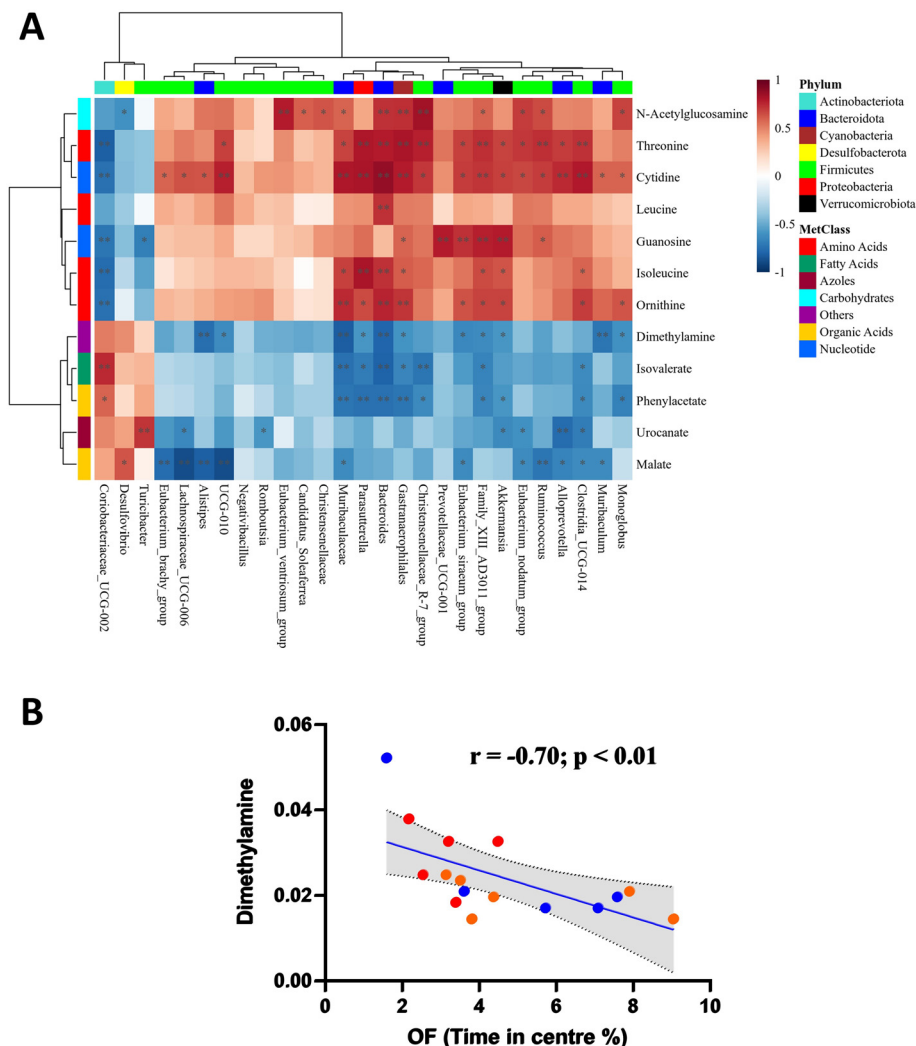 A
1
0.5
0
-0.5
-1
Phylum
Actinobacteriota
Bacteroidota
Cyanobacteria
Desulfobacterota
Firmicutes
Proteobacteria
Verrucomicrobiota
MetClass
Amino Acids
Fatty Acids
Azoles
Carbohydrates
Others
Organic Acids
Nucleotide
N-Acetylglucosamine
Threonine
Cytidine
Leucine
Guanosine
Isoleucine
Ornithine
Dimethylamine
Isovalerate
Phenylacetate
Urocanate
Malate
Coriobacteriaceae_UCG-002
Desulfovibrio
Turicibacter
Eubacterium_brachy_group
Lachnospiraceae_UCG-006
Alistipes
UCG-010
Negativibacillus
Romboutsia
Eubacterium_ventriosum_group
Candidatus_Soleaferrea
Christensenellaceae
Muribaculaceae
Parasutterella
Bacteroides
Gastranaerophilales
Christensenellaceae_R-7_group
Prevotellaceae_UCG-001
Eubacterium_siraeum_group
Family_XIII_AD3011_group
Akkermansia
Eubacterium_nodatum_group
Ruminococcus
Alloprevotella
Clostridia_UCG-014
Muribaculum
Monoglobus
B
r = -0.70; p < 0.01
Dimethylamine
0.06
0.04
0.02
0.00
0 2 4 6 8 10
OF (Time in centre %)